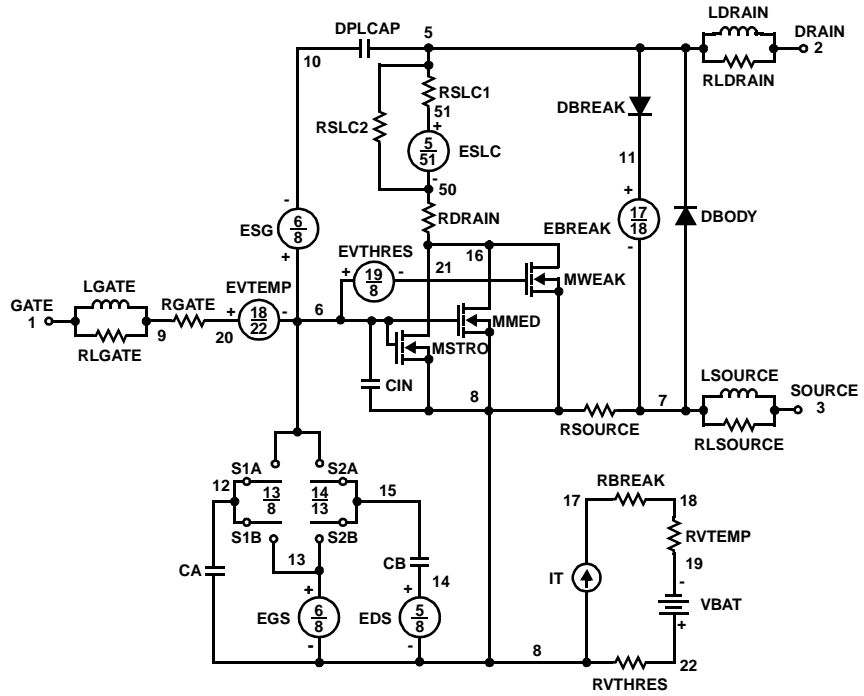 LDRAIN
DPLCAP 5 DRAIN
10 2
RSLC1 RLDRAIN
51 DBREAK
RSLC2 +
5
51 ESLC 11
- 50 +
- 17
18
RDRAIN EBREAK DBODY
6
8
ESG -
+ EVTHRES 16
+ 19
8 - 21 MWEAK
LGATE EVTEMP
GATE RGATE + 18
22 - 6
1 9 20 MMED
RLGATE MSTRO
CIN LSOURCE
8 7 SOURCE
RSOURCE 3
RLSOURCE
S1A S2A
12 13
8 14
13 15 RBREAK
17 18
S1B S2B
13 RVTEMP
CA CB 19
14 IT -
+ + VBAT
EGS 6
8 EDS 5
8 +
- - 8 22
RVTHRES